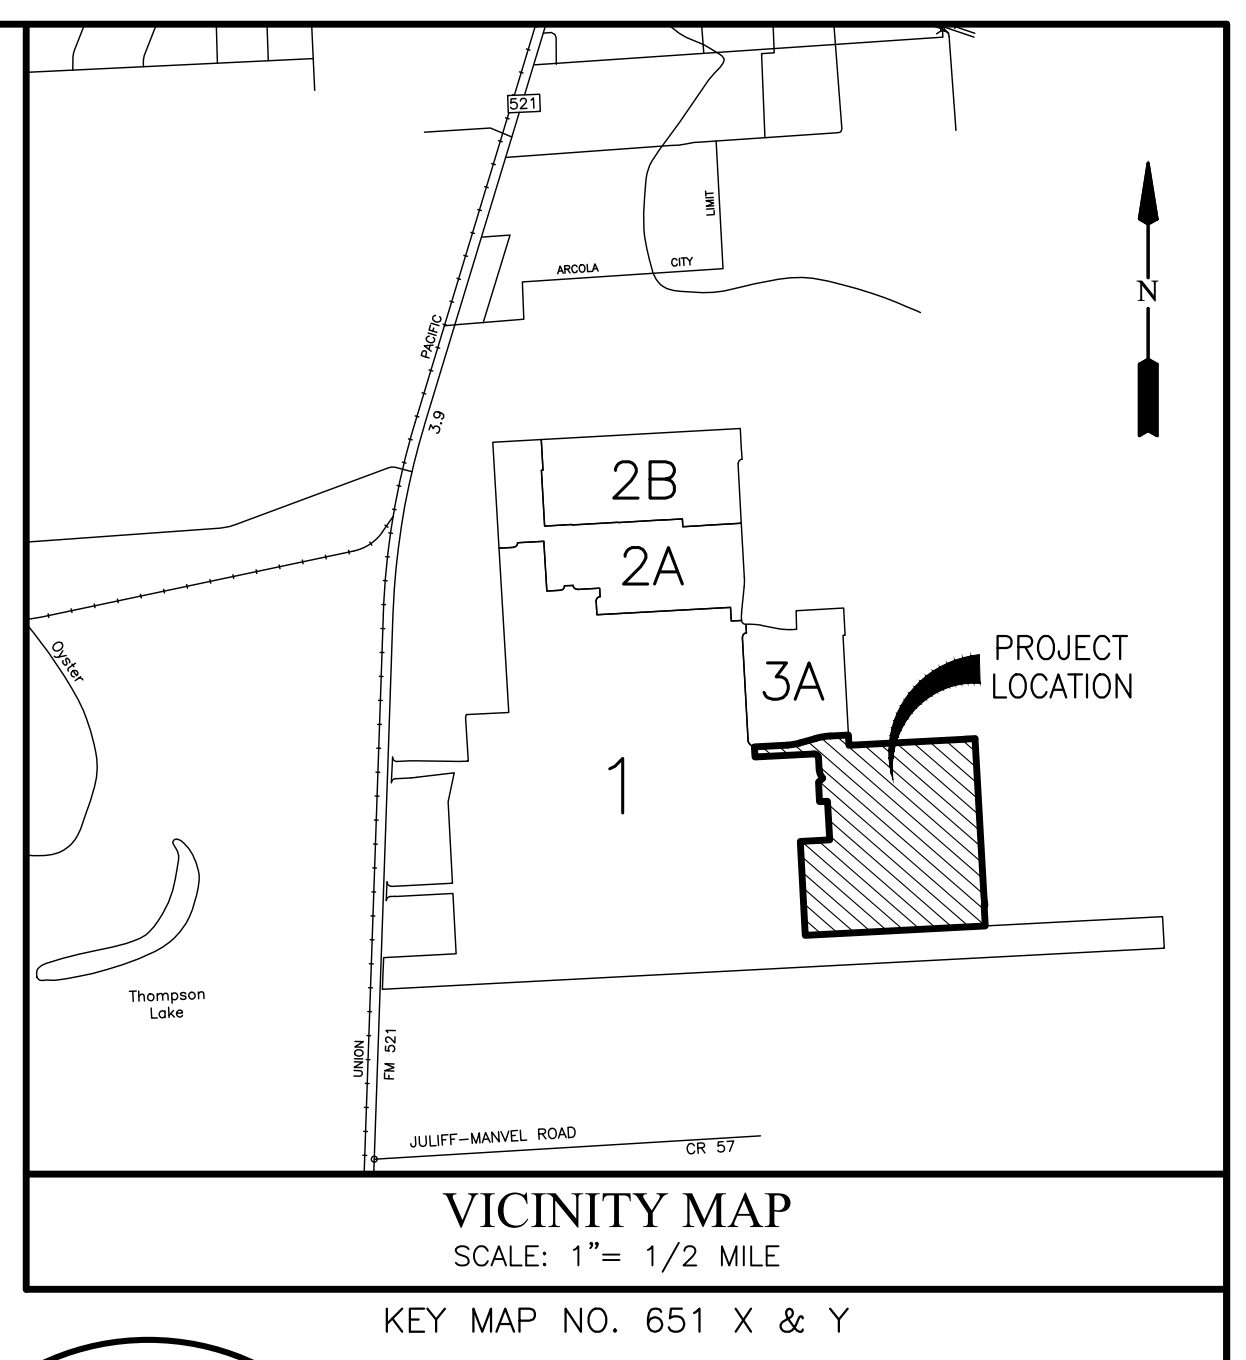 521
LIMIT
ARCOLA CITY
PACIFIC
3.9
2B
2A
Oyster
PROJECT
LOCATION
3A
1
N
Thompson
Lake
UNION
FM 521
JULIFF-MANVEL ROAD
CR 57
VICINITY MAP
SCALE: 1"= 1/2 MILE
KEY MAP NO. 651 X & Y